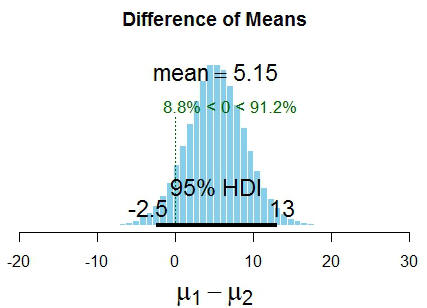 Difference of Means
mean = 5.15
8.8% < 0 < 91.2%
95% HDI
-2.5 13
-20 -10 0 10 20 30
μ1 − μ2